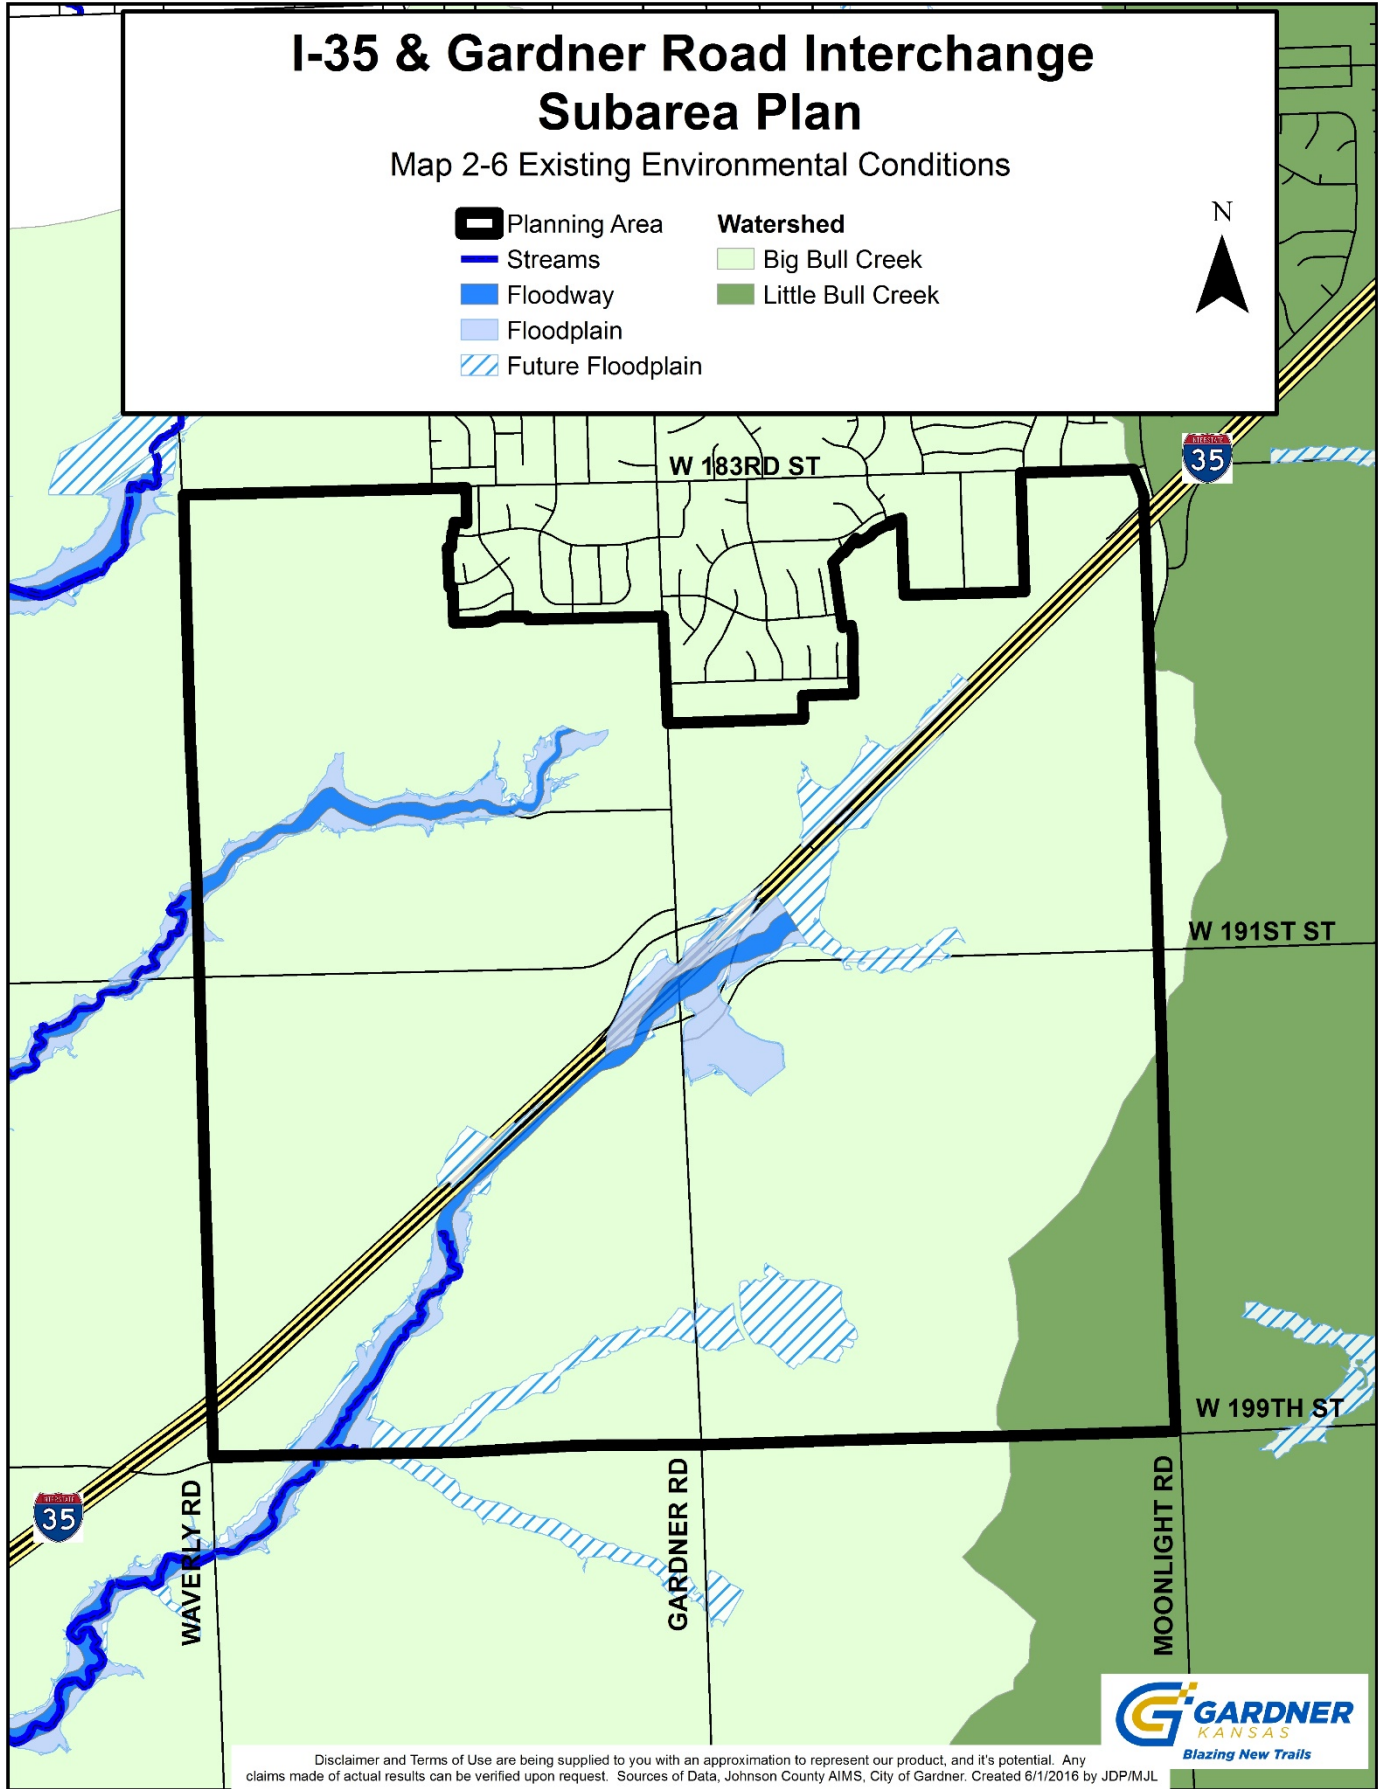 I-35 & Gardner Road Interchange
Subarea Plan
Map 2-6 Existing Environmental Conditions
Planning Area
Streams
Floodway
Floodplain
Future Floodplain
Watershed
Big Bull Creek
Little Bull Creek
N
W 183RD ST
INTERSTATE
35
W 191ST ST
W 199TH ST
INTERSTATE
35
WAVERLY RD
GARDNER RD
MOONLIGHT RD
GARDNER
KANSAS
Blazing New Trails
Disclaimer and Terms of Use are being supplied to you with an approximation to represent our product, and it's potential. Any
claims made of actual results can be verified upon request. Sources of Data, Johnson County AIMS, City of Gardner. Created 6/1/2016 by JDP/MJL